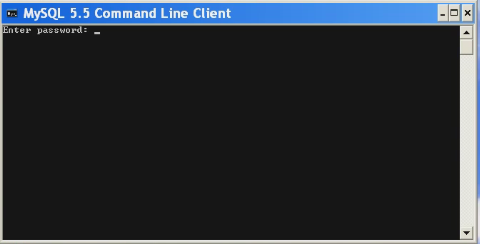 MySQL 5.5 Command Line Client
Enter password: _